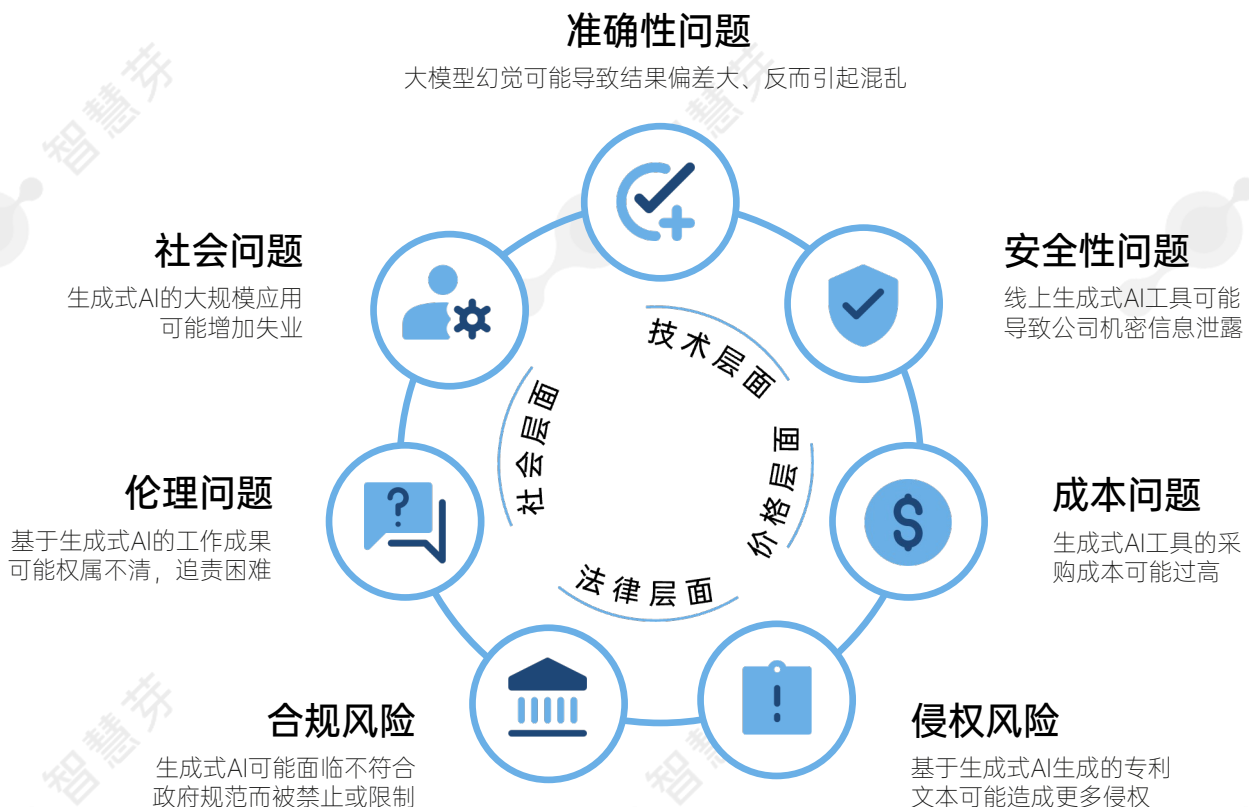 准确性问题
大模型幻觉可能导致结果偏差大、反而引起混乱
智慧芽
智慧芽
社会问题
生成式AI的大规模应用
可能增加失业
安全性问题
线上生成式AI工具可能
导致公司机密信息泄露
技术层面
社会层面
价格层面
法律层面
伦理问题
基于生成式AI的工作成果
可能权属不清，追责困难
成本问题
生成式AI工具的采
购成本可能过高
合规风险
生成式AI可能面临不符合
政府规范而被禁止或限制
侵权风险
基于生成式AI生成的专利
文本可能造成更多侵权
智慧芽
智慧芽